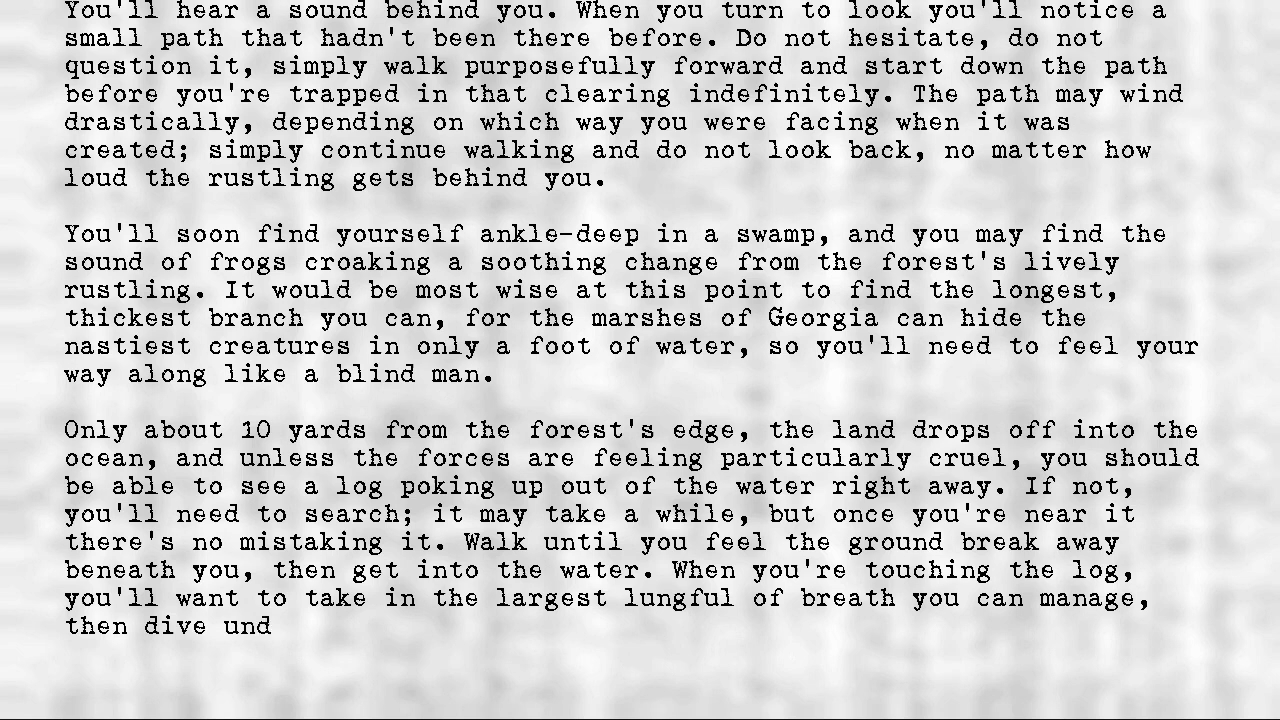 You'll hear a sound behind you. When you turn to look you'll notice a
small path that hadn't been there before. Do not hesitate, do not
question it, simply walk purposefully forward and start down the path
before you're trapped in that clearing indefinitely. The path may wind
drastically, depending on which way you were facing when it was
created; simply continue walking and do not look back, no matter how
loud the rustling gets behind you.
You'll soon find yourself ankle-deep in a swamp, and you may find the
sound of frogs croaking a soothing change from the forest's lively
rustling. It would be most wise at this point to find the longest,
thickest branch you can, for the marshes of Georgia can hide the
nastiest creatures in only a foot of water, so you'll need to feel your
way along like a blind man.
Only about 10 yards from the forest's edge, the land drops off into the
ocean, and unless the forces are feeling particularly cruel, you should
be able to see a log poking up out of the water right away. If not,
you'll need to search; it may take a while, but once you're near it
there's no mistaking it. Walk until you feel the ground break away
beneath you, then get into the water. When you're touching the log,
you'll want to take in the largest lungful of breath you can manage,
then dive und